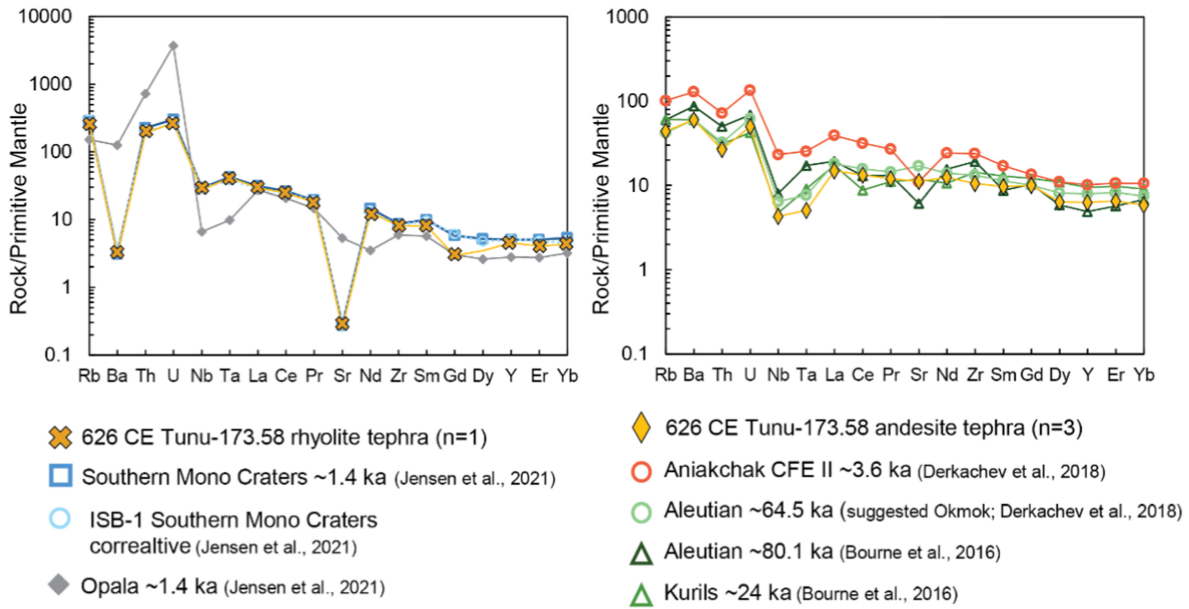 10000
1000
100
10
1
0.1
Rock/Primitive Mantle
Rb Ba Th U Nb Ta La Ce Pr Sr Nd Zr Sm Gd Dy Y Er Yb
626 CE Tunu-173.58 rhyolite tephra (n=1)
Southern Mono Craters ~1.4 ka (Jensen et al., 2021)
ISB-1 Southern Mono Craters
correaltive (Jensen et al., 2021)
Opala ~1.4 ka (Jensen et al., 2021)
1000
100
10
1
0.1
Rock/Primitive Mantle
Rb Ba Th U Nb Ta La Ce Pr Sr Nd Zr Sm Gd Dy Y Er Yb
626 CE Tunu-173.58 andesite tephra (n=3)
Aniakchak CFE II ~3.6 ka (Derkachev et al., 2018)
Aleutian ~64.5 ka (suggested Okmok; Derkachev et al., 2018)
Aleutian ~80.1 ka (Bourne et al., 2016)
Kurils ~24 ka (Bourne et al., 2016)